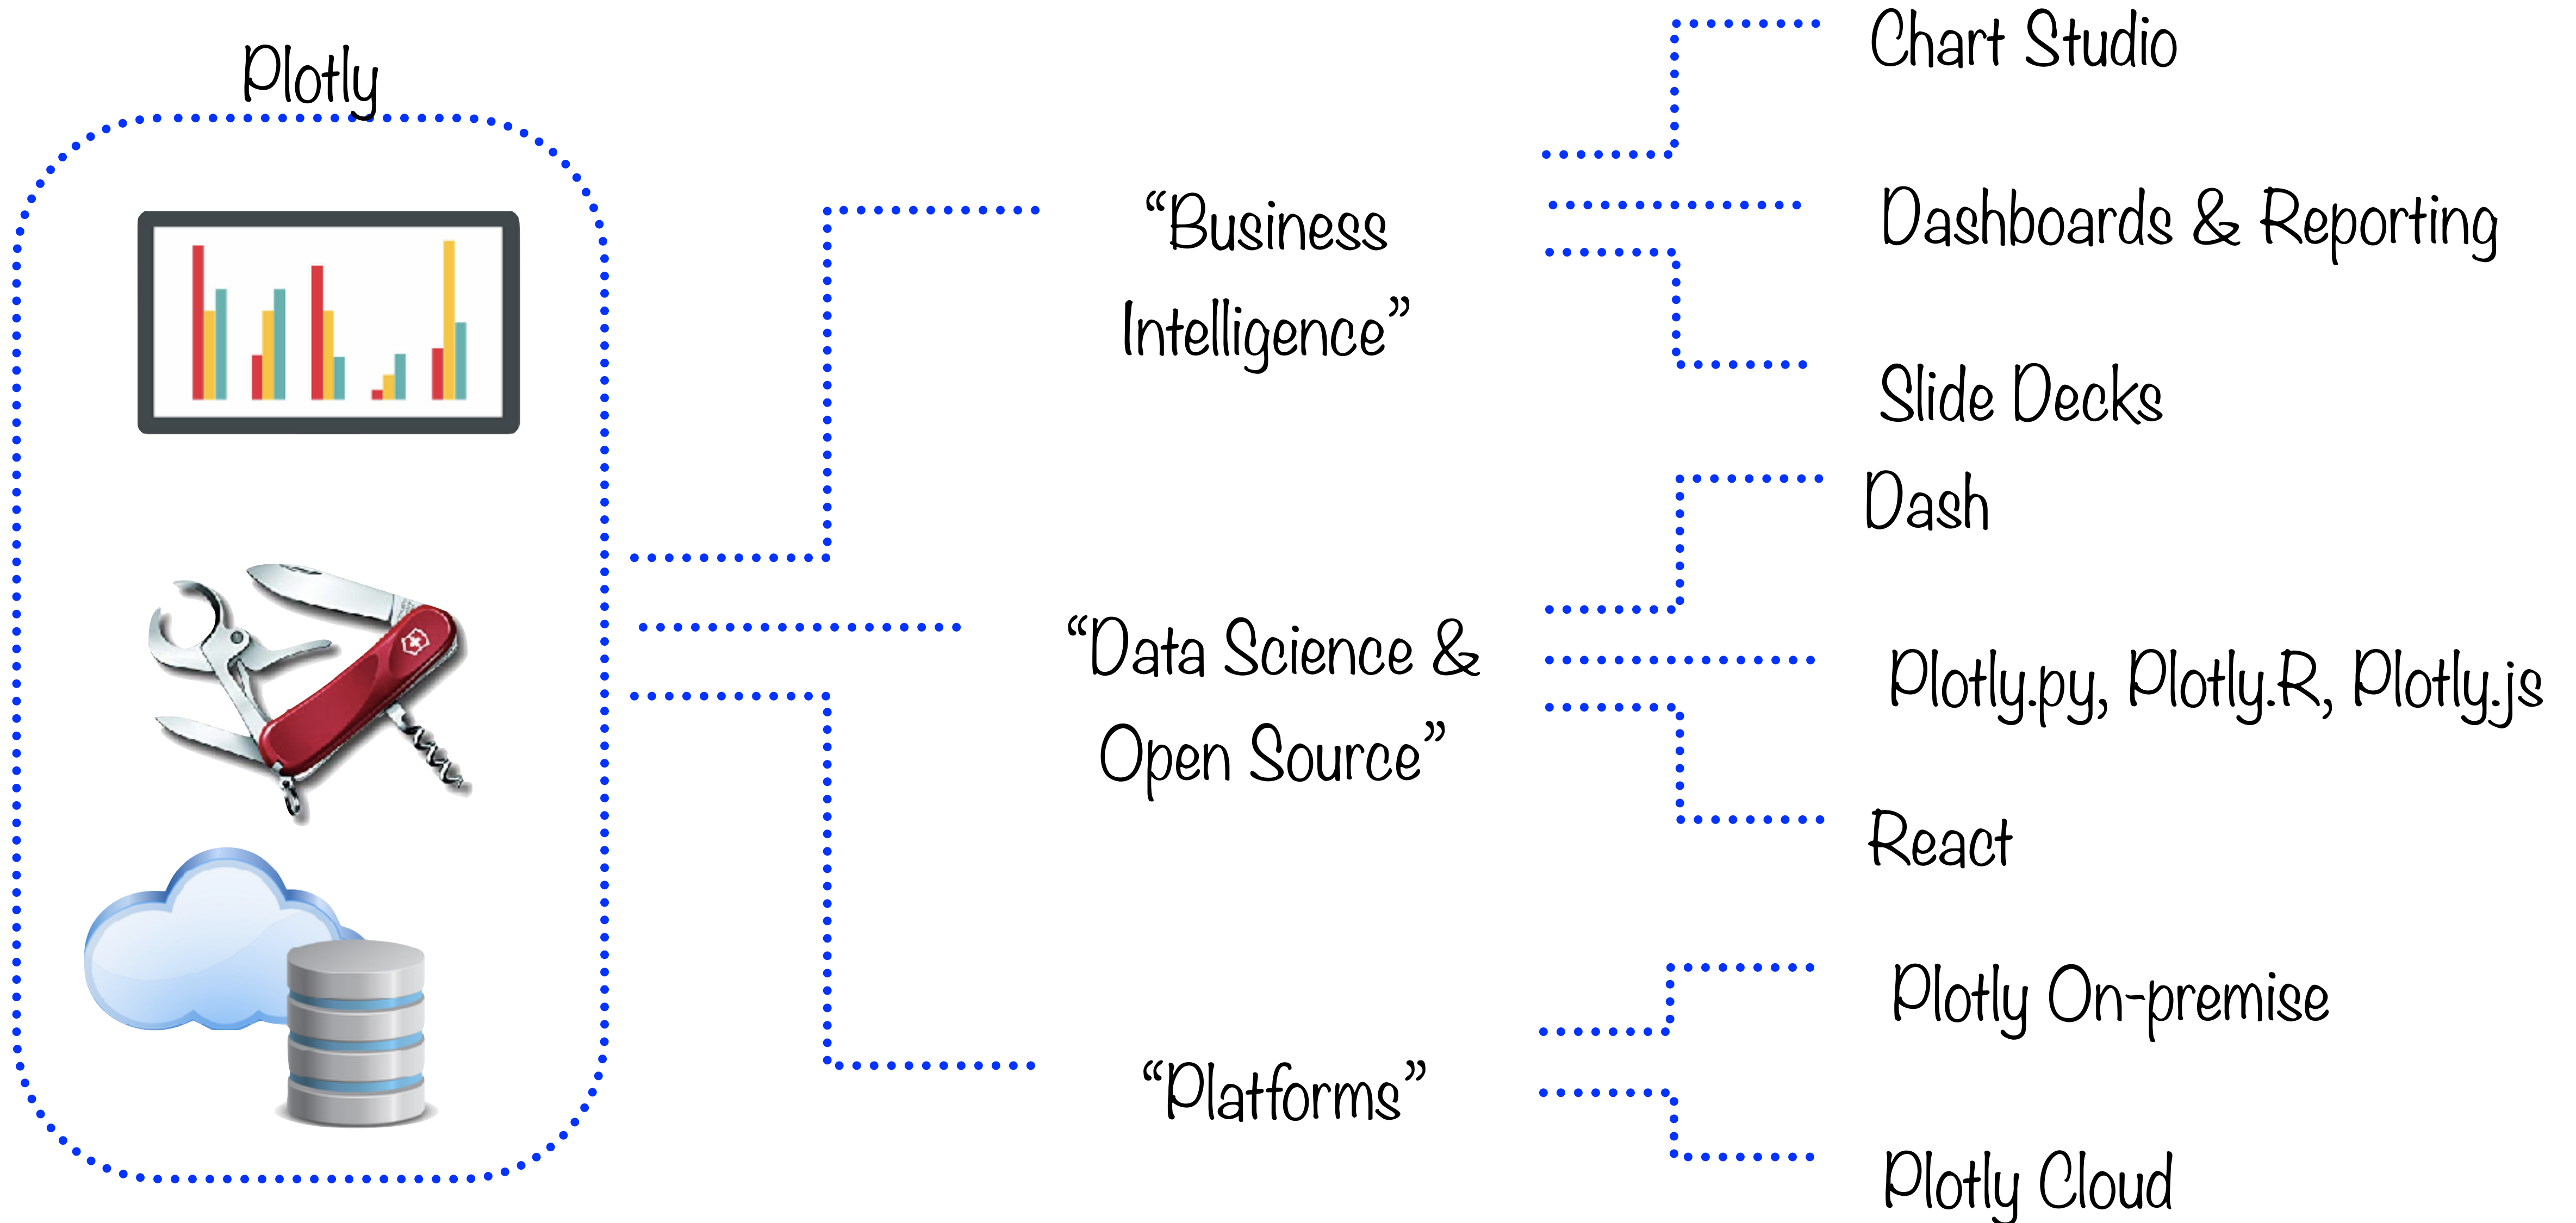 Plotly
“Business
Intelligence”
Chart Studio
Dashboards & Reporting
Slide Decks
“Data Science &
Open Source”
Dash
Plotly.py, Plotly.R, Plotly.js
React
“Platforms”
Plotly On-premise
Plotly Cloud